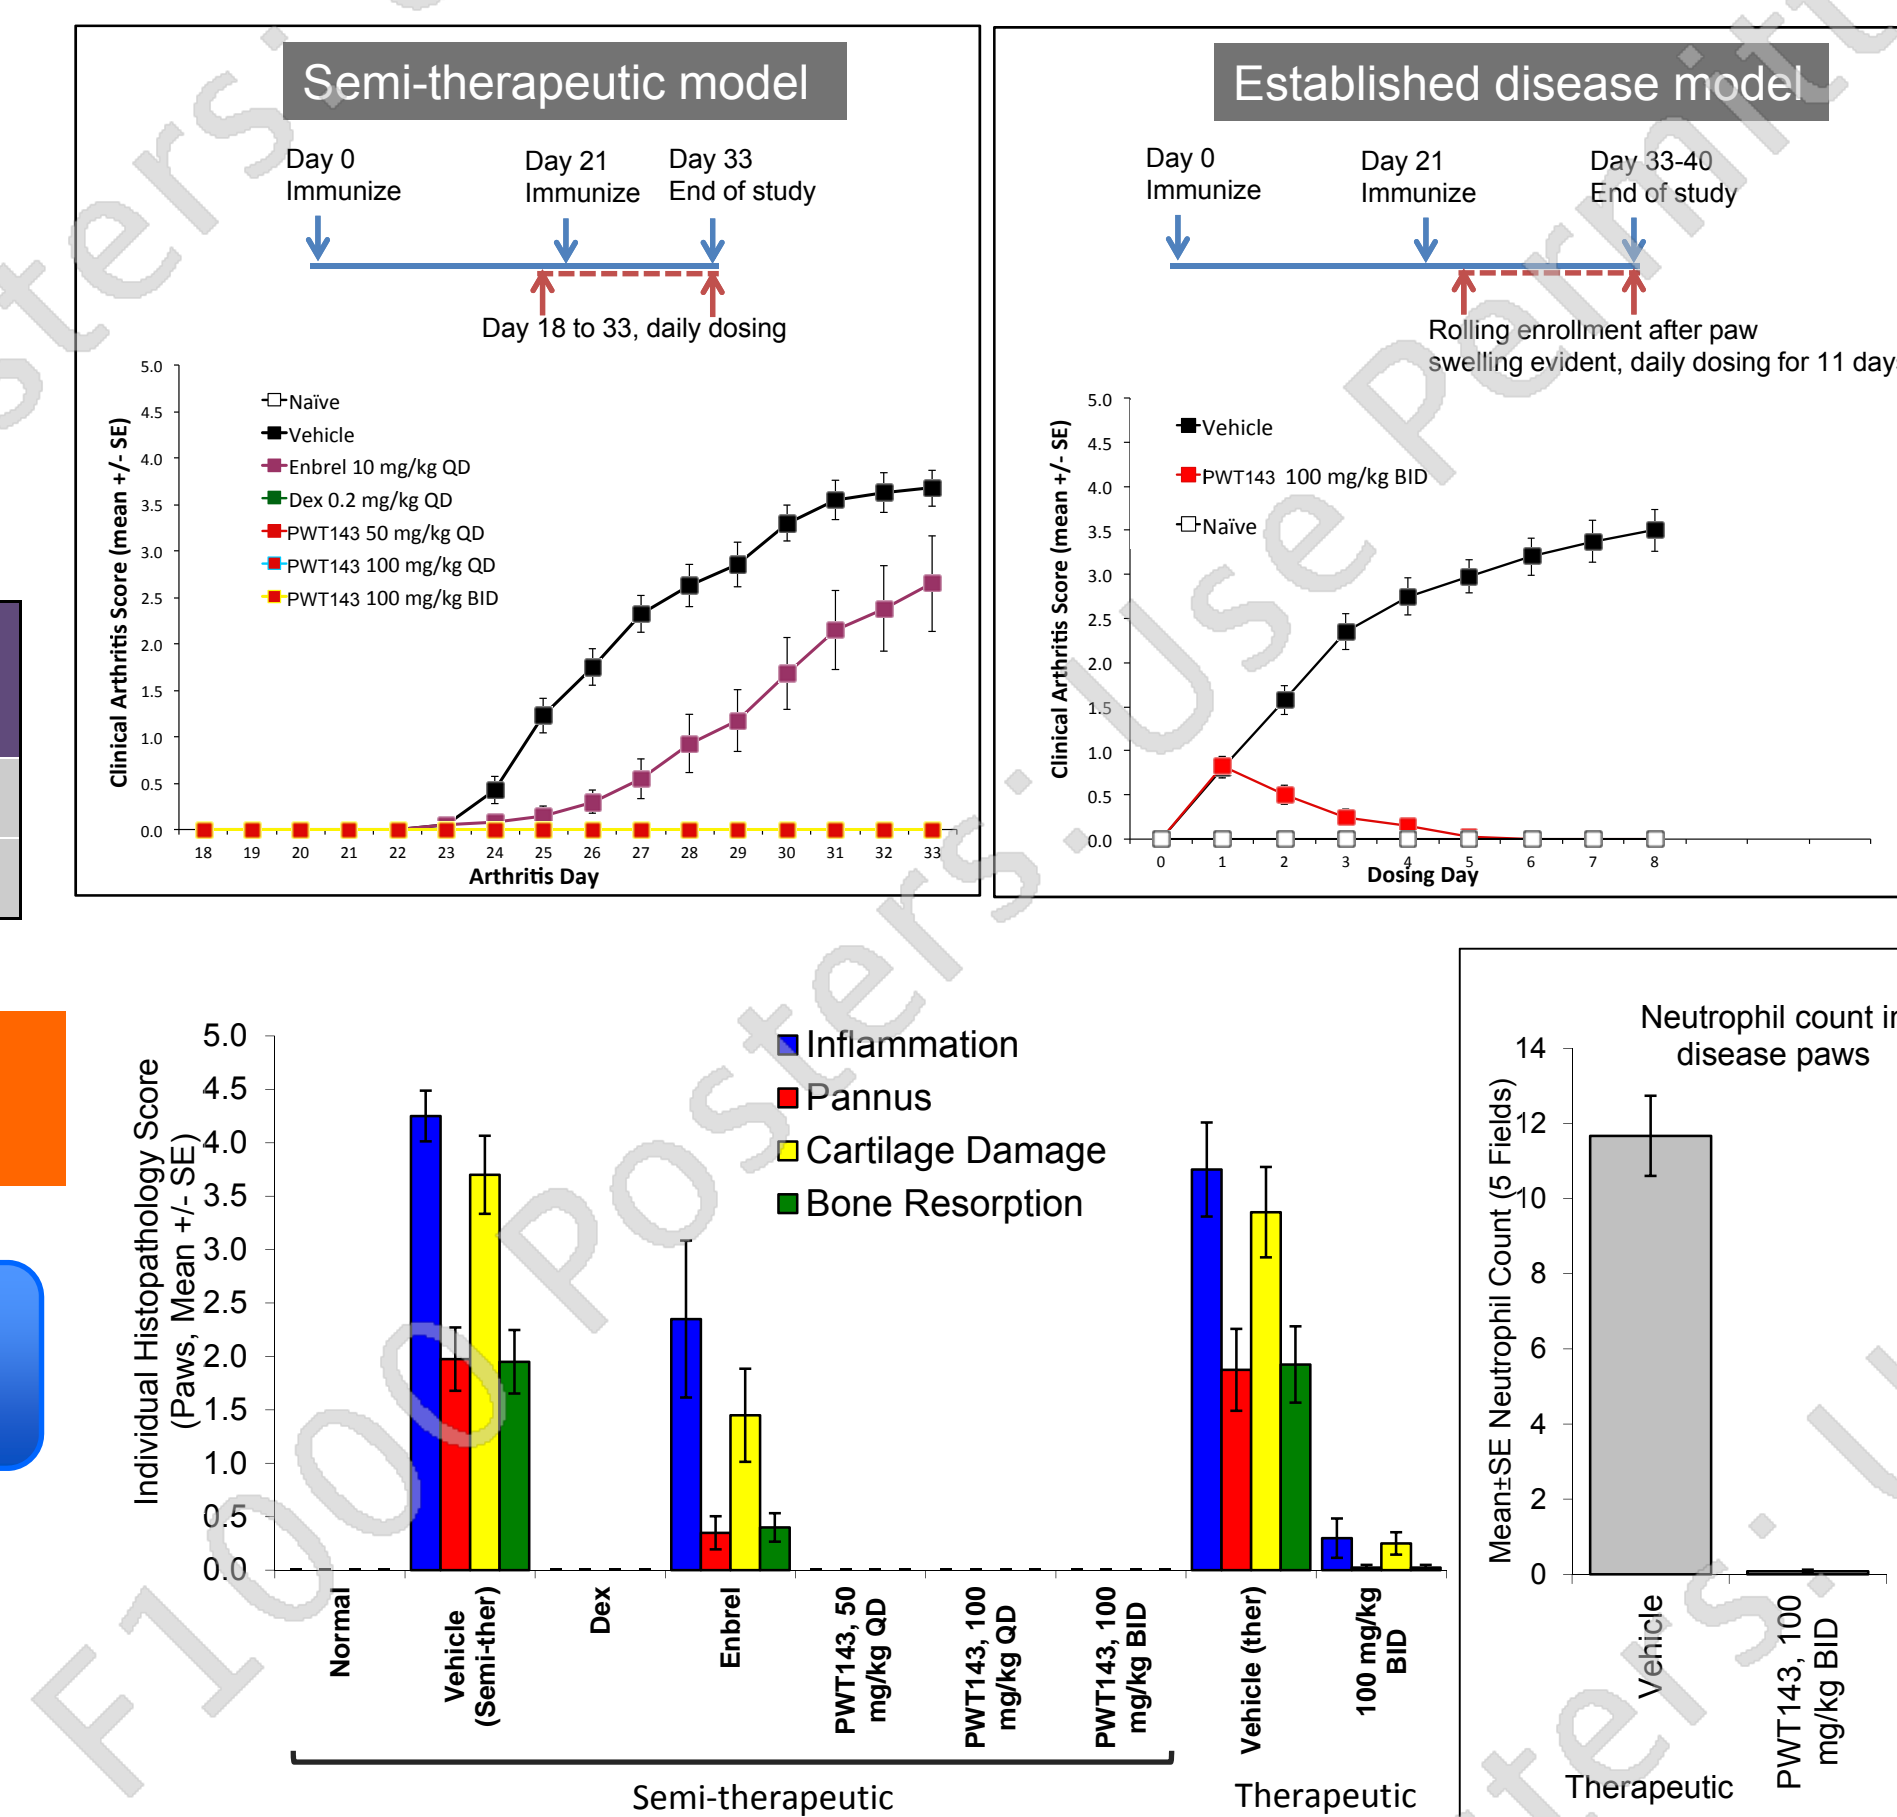 Semi-therapeutic model
Day 0
Immunize
Day 21
Immunize
Day 33
End of study
Day 18 to 33, daily dosing
Clinical Arthritis Score (mean +/- SE)
5.0
4.5
4.0
3.5
3.0
2.5
2.0
1.5
1.0
0.5
0.0
Naïve
Vehicle
Enbrel 10 mg/kg QD
Dex 0.2 mg/kg QD
PWT143 50 mg/kg QD
PWT143 100 mg/kg QD
PWT143 100 mg/kg BID
18 19 20 21 22 23 24 25 26 27 28 29 30 31 32 33
Arthritis Day
Established disease model
Day 0
Immunize
Day 21
Immunize
Day 33-40
End of study
Rolling enrollment after paw
swelling evident, daily dosing for 11 days
Clinical Arthritis Score (mean +/- SE)
5.0
4.5
4.0
3.5
3.0
2.5
2.0
1.5
1.0
0.5
0.0
Vehicle
PWT143 100 mg/kg BID
Naïve
0 1 2 3 4 5 6 7 8
Dosing Day
Individual Histopathology Score
(Paws, Mean +/- SE)
5.0
4.5
4.0
3.5
3.0
2.5
2.0
1.5
1.0
0.5
0.0
Inflammation
Pannus
Cartilage Damage
Bone Resorption
Normal
Vehicle
(Semi-ther)
Dex
Enbrel
PWT143, 50
mg/kg QD
PWT143, 100
mg/kg QD
PWT143, 100
mg/kg BID
Vehicle (ther)
100 mg/kg
BID
Semi-therapeutic
Therapeutic
Neutrophil count in
disease paws
Mean±SE Neutrophil Count (5 Fields)
14
12
10
8
6
4
2
0
Vehicle
PWT143, 100
mg/kg BID
Therapeutic
F1000 Posters. Use Permit